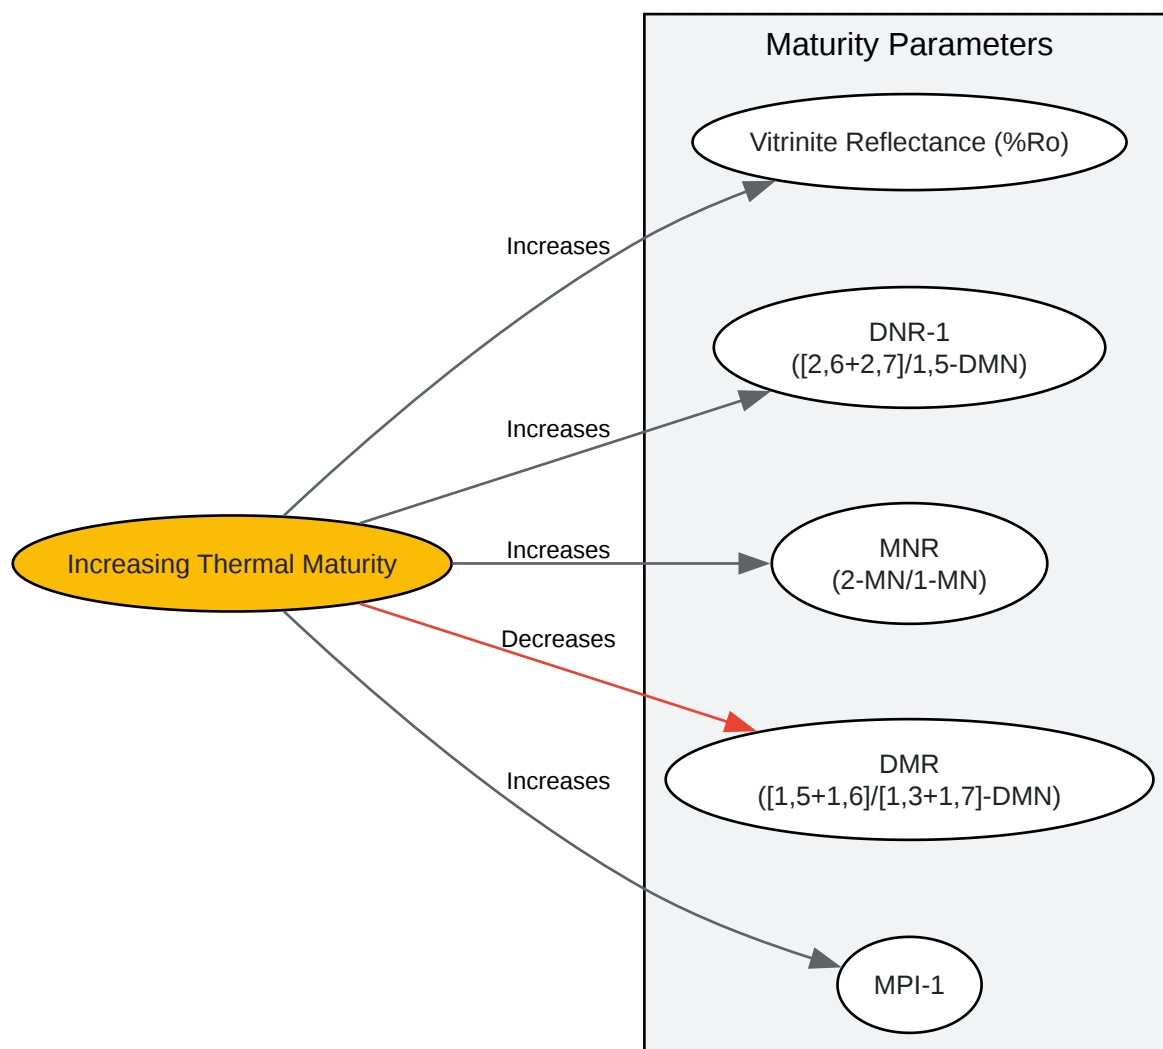 Maturity Parameters
Vitrinite Reflectance (%Ro)
Increases
DNR-1
([2,6+2,7]/1,5-DMN)
Increases
MNR
(2-MN/1-MN)
Increases
Increasing Thermal Maturity
Decreases
DMR
([1,5+1,6]/[1,3+1,7]-DMN)
Increases
MPI-1